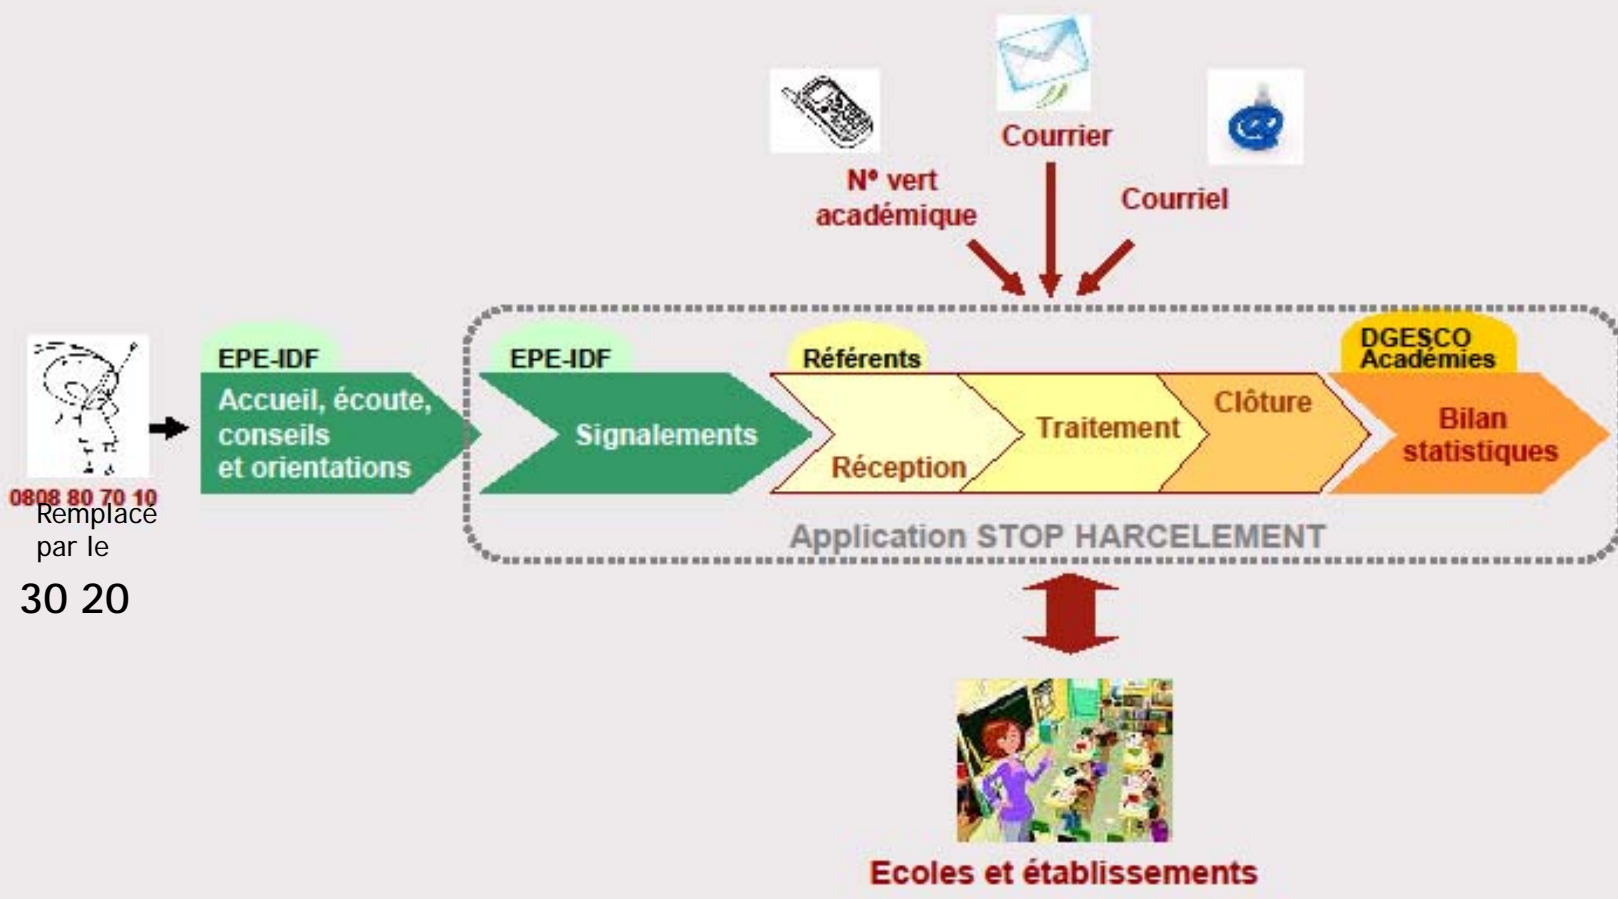 Courrier
N° vert
académique
Courriel
EPE-IDF
Accueil, écoute,
conseils
et orientations
EPE-IDF
Signalements
Référents
Réception
Traitement
Clôture
DGESCO
Académies
Bilan
statistiques
0808 80 70 10
Remplacé
par le
30 20
Application STOP HARCELEMENT
Ecoles et établissements